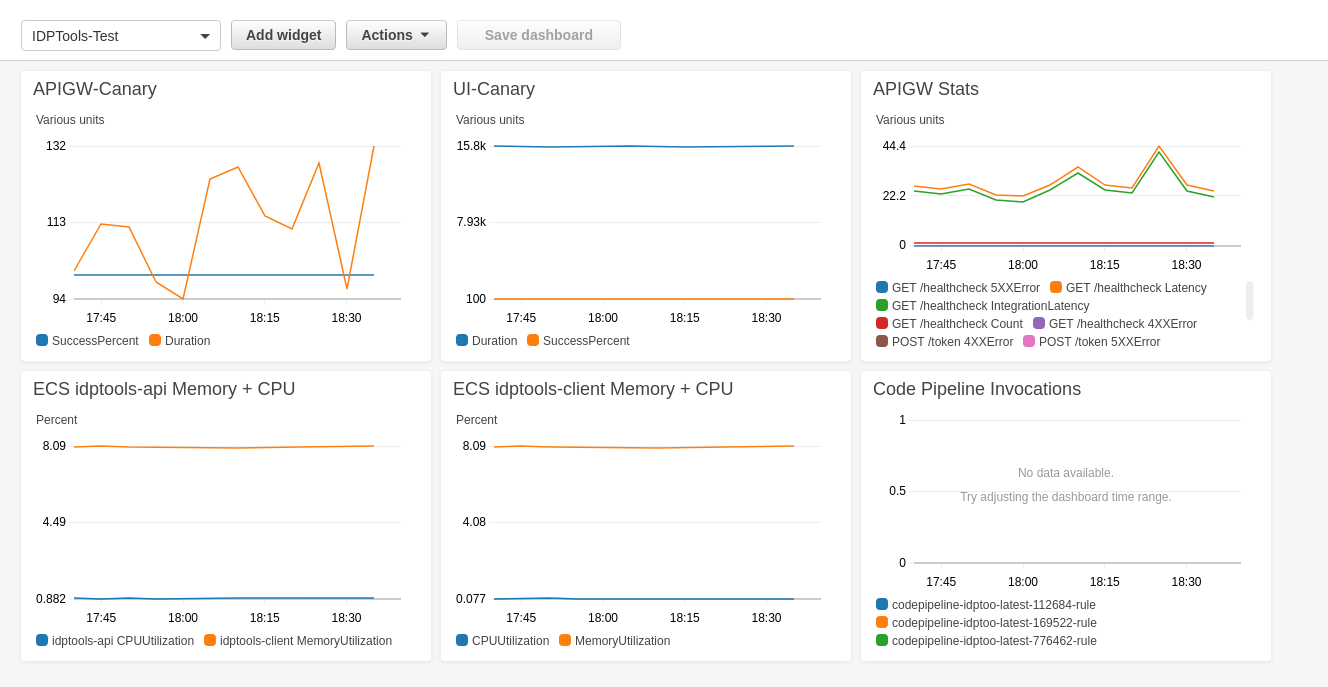 IDPTools-Test Add widget Actions Save dashboard
APIGW-Canary
Various units
132
113
94
17:45 18:00 18:15 18:30
SuccessPercent Duration
UI-Canary
Various units
15.8k
7.93k
100
17:45 18:00 18:15 18:30
Duration SuccessPercent
APIGW Stats
Various units
44.4
22.2
0
17:45 18:00 18:15 18:30
GET /healthcheck 5XXError GET /healthcheck Latency
GET /healthcheck IntegrationLatency
GET /healthcheck Count GET /healthcheck 4XXError
POST /token 4XXError POST /token 5XXError
ECS idptools-api Memory + CPU
Percent
8.09
4.49
0.882
17:45 18:00 18:15 18:30
idptools-api CPUUtilization idptools-client MemoryUtilization
ECS idptools-client Memory + CPU
Percent
8.09
4.08
0.077
17:45 18:00 18:15 18:30
CPUUtilization MemoryUtilization
Code Pipeline Invocations
1
No data available.
0.5
Try adjusting the dashboard time range.
0
17:45 18:00 18:15 18:30
codepipeline-idptoo-latest-112684-rule
codepipeline-idptoo-latest-169522-rule
codepipeline-idptoo-latest-776462-rule